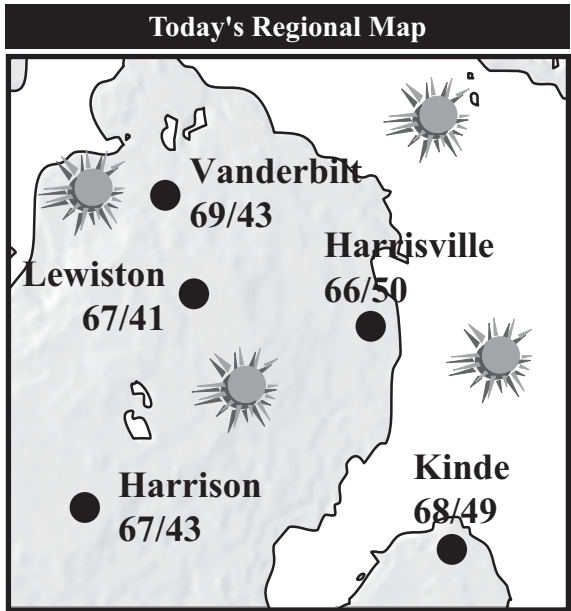 Today's Regional Map
Vanderbilt
69/43
Harrisville
66/50
Lewiston
67/41
Kinde
68/49
Harrison
67/43